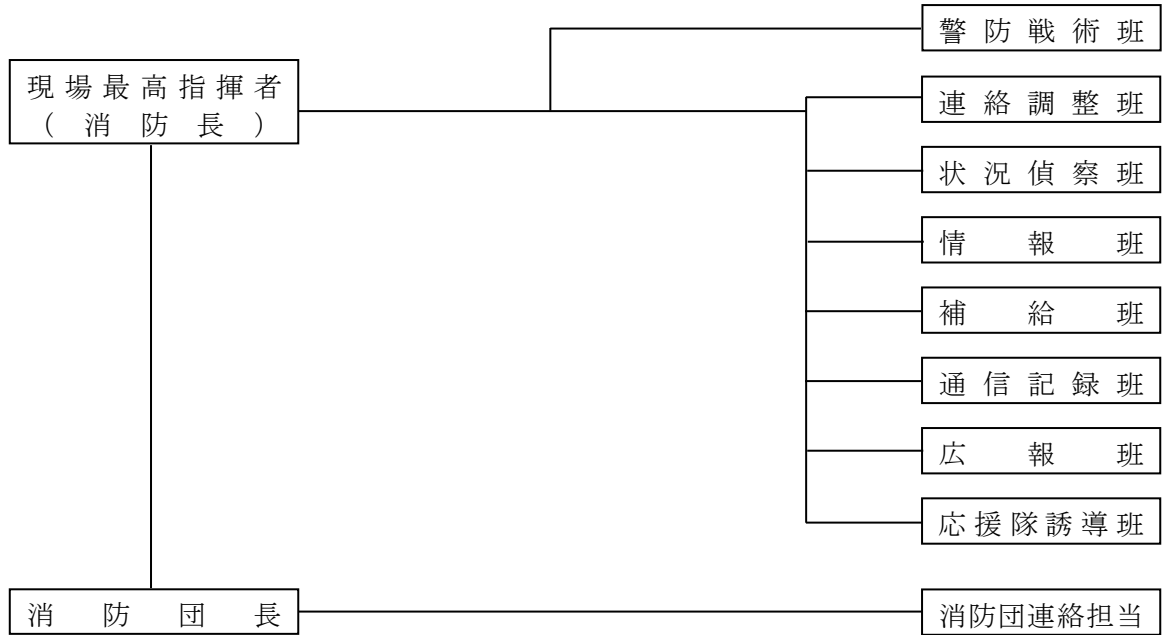 警防戦術班
現場最高指揮者
(消防長)
連絡調整班
状況偵察班
情報班
補給班
通信記録班
広報班
応援隊誘導班
消防団長
消防団連絡担当